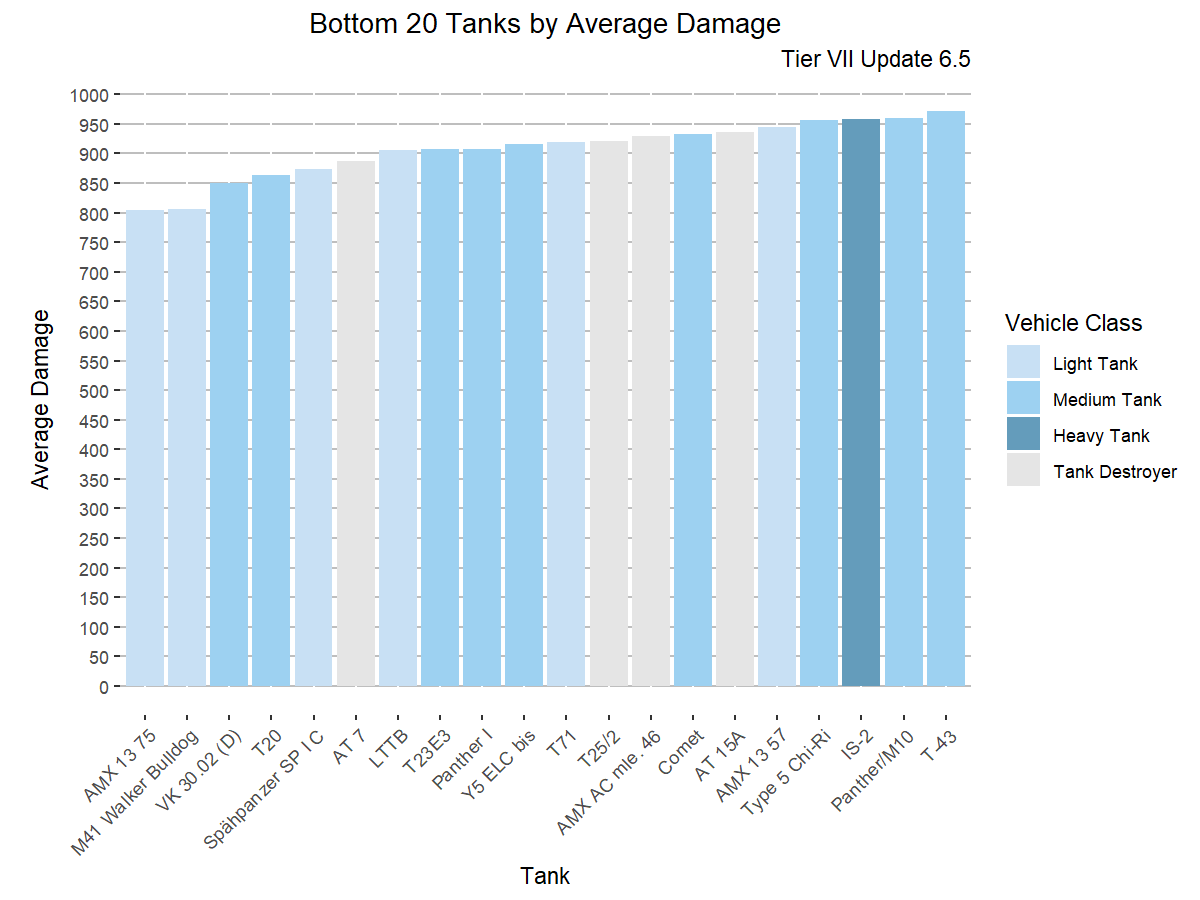 Bottom 20 Tanks by Average Damage
Tier VII Update 6.5
Average Damage
1000
950
900
850
800
750
700
650
600
550
500
450
400
350
300
250
200
150
100
50
0
AMX 13 75
M41 Walker Bulldog
VK 30.02 (D)
T20
Spähpanzer SP I C
AT 7
LTTB
T23E3
Panther I
Y5 ELC bis
T71
T25/2
AMX AC mle. 46
Comet
AT 15A
AMX 13 57
Type 5 Chi-Ri
IS-2
Panther/M10
T-43
Tank
Vehicle Class
Light Tank
Medium Tank
Heavy Tank
Tank Destroyer